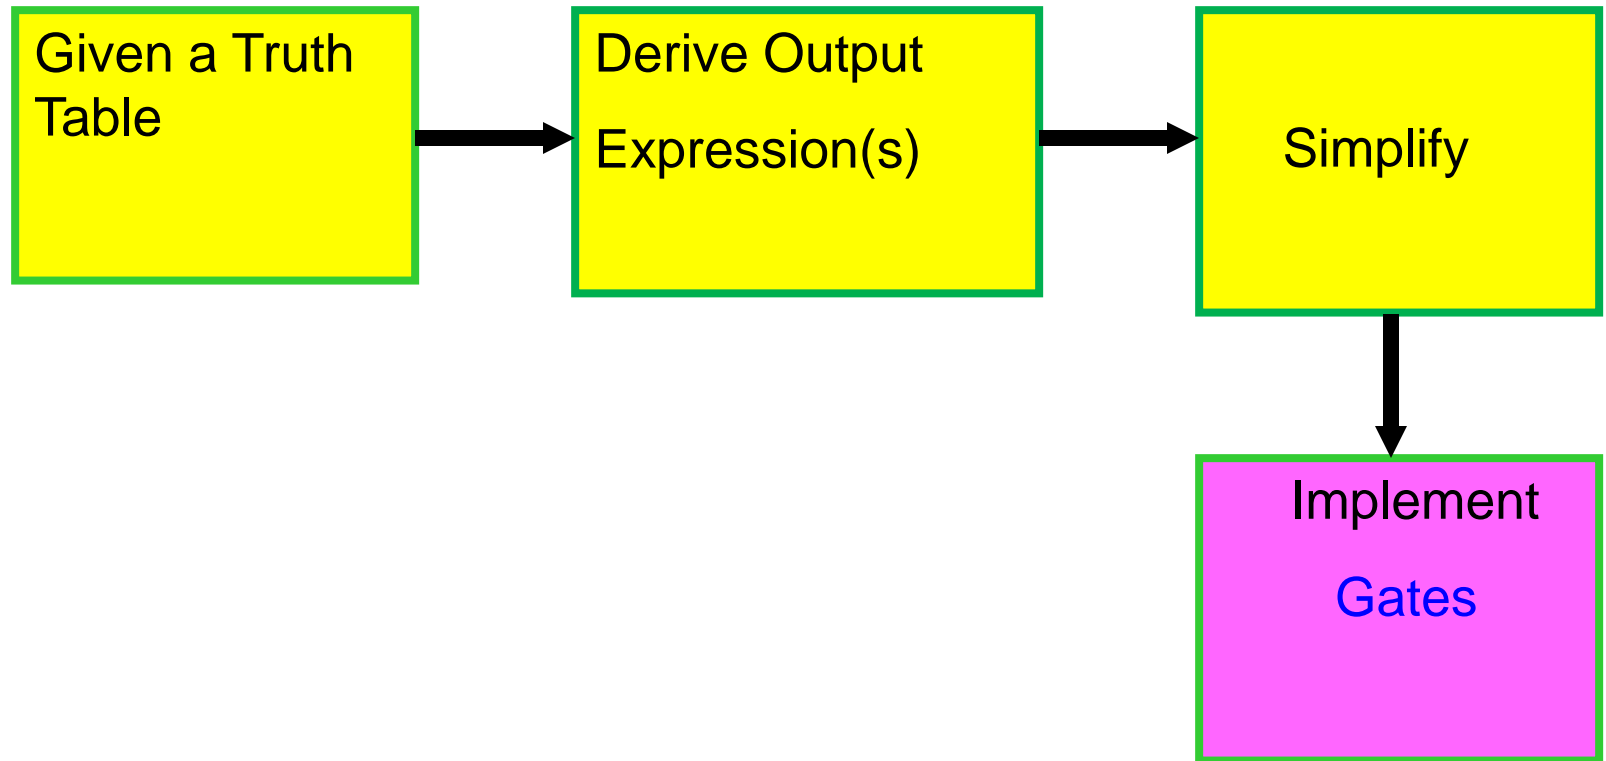 Given a Truth
Table
Derive Output
Expression(s)
Simplify
Implement
Gates